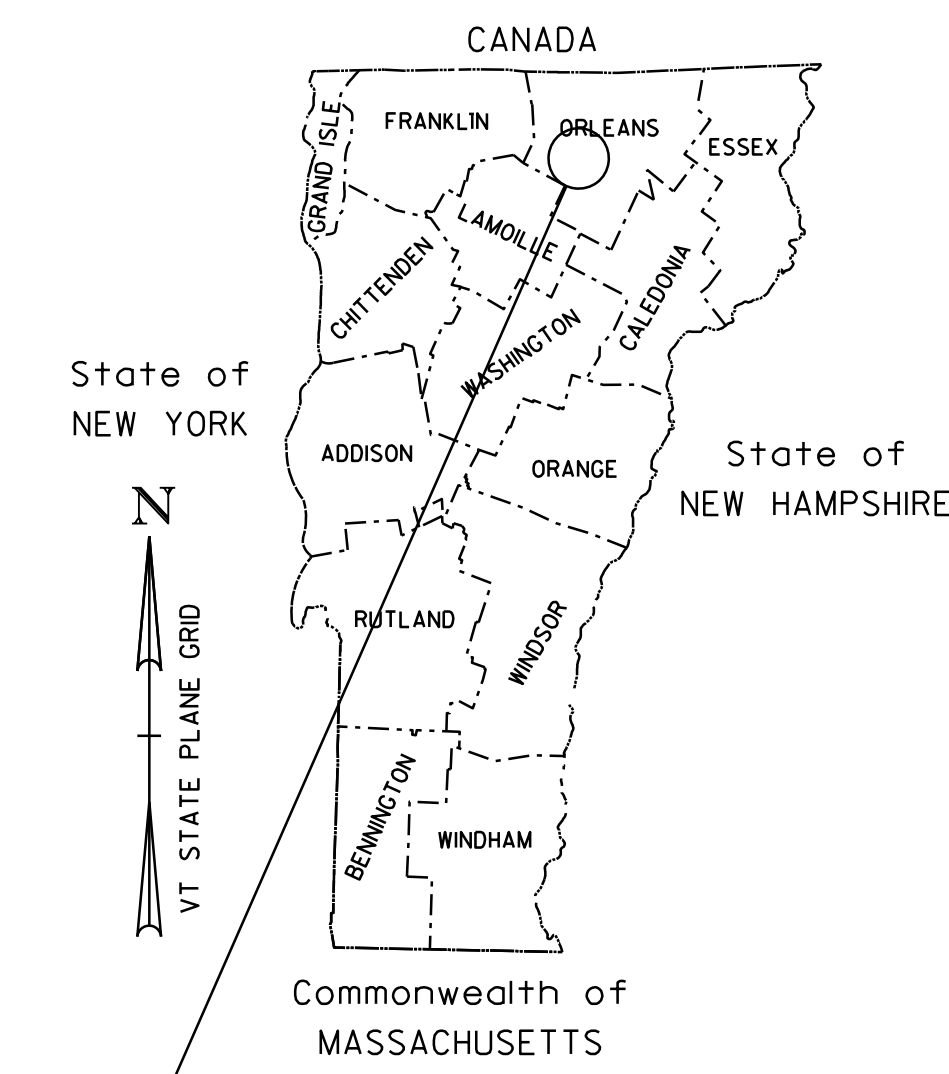 CANADA
FRANKLIN
ORLEANS
ESSEX
GRAND ISLE
LAMOILLE
CHITTENDEN
CALEDONIA
WASHINGTON
State of
NEW YORK
ADDISON
ORANGE
State of
NEW HAMPSHIRE
N
VT STATE PLANE GRID
RUTLAND
WINDSOR
BENNINGTON
WINDHAM
Commonwealth of
MASSACHUSETTS